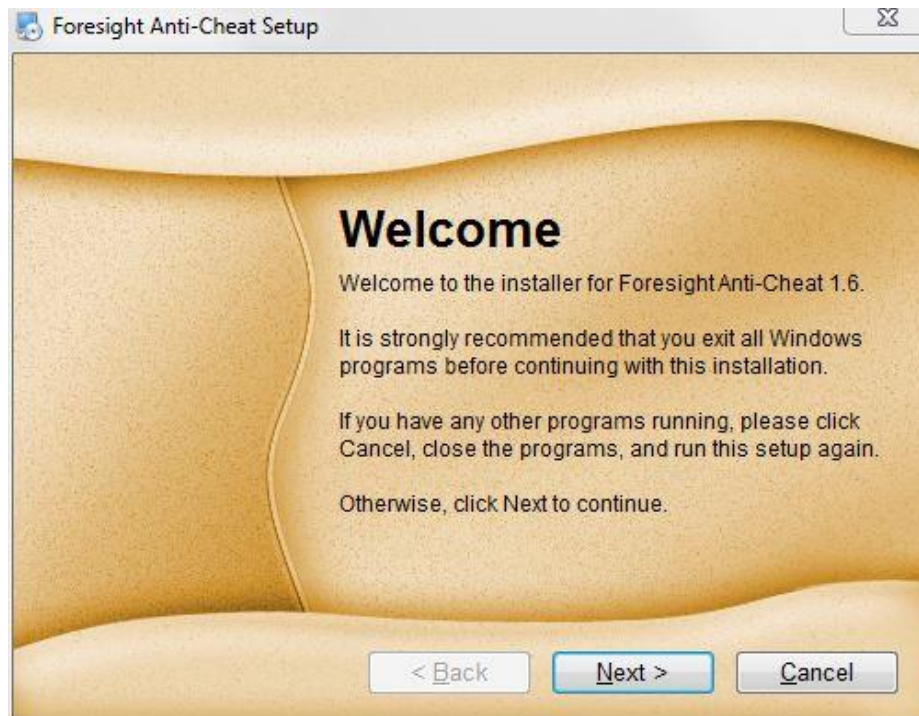 Foresight Anti-Cheat Setup
Welcome
Welcome to the installer for Foresight Anti-Cheat 1.6.
It is strongly recommended that you exit all Windows
programs before continuing with this installation.
If you have any other programs running, please click
Cancel, close the programs, and run this setup again.
Otherwise, click Next to continue.
< Back
Next >
Cancel